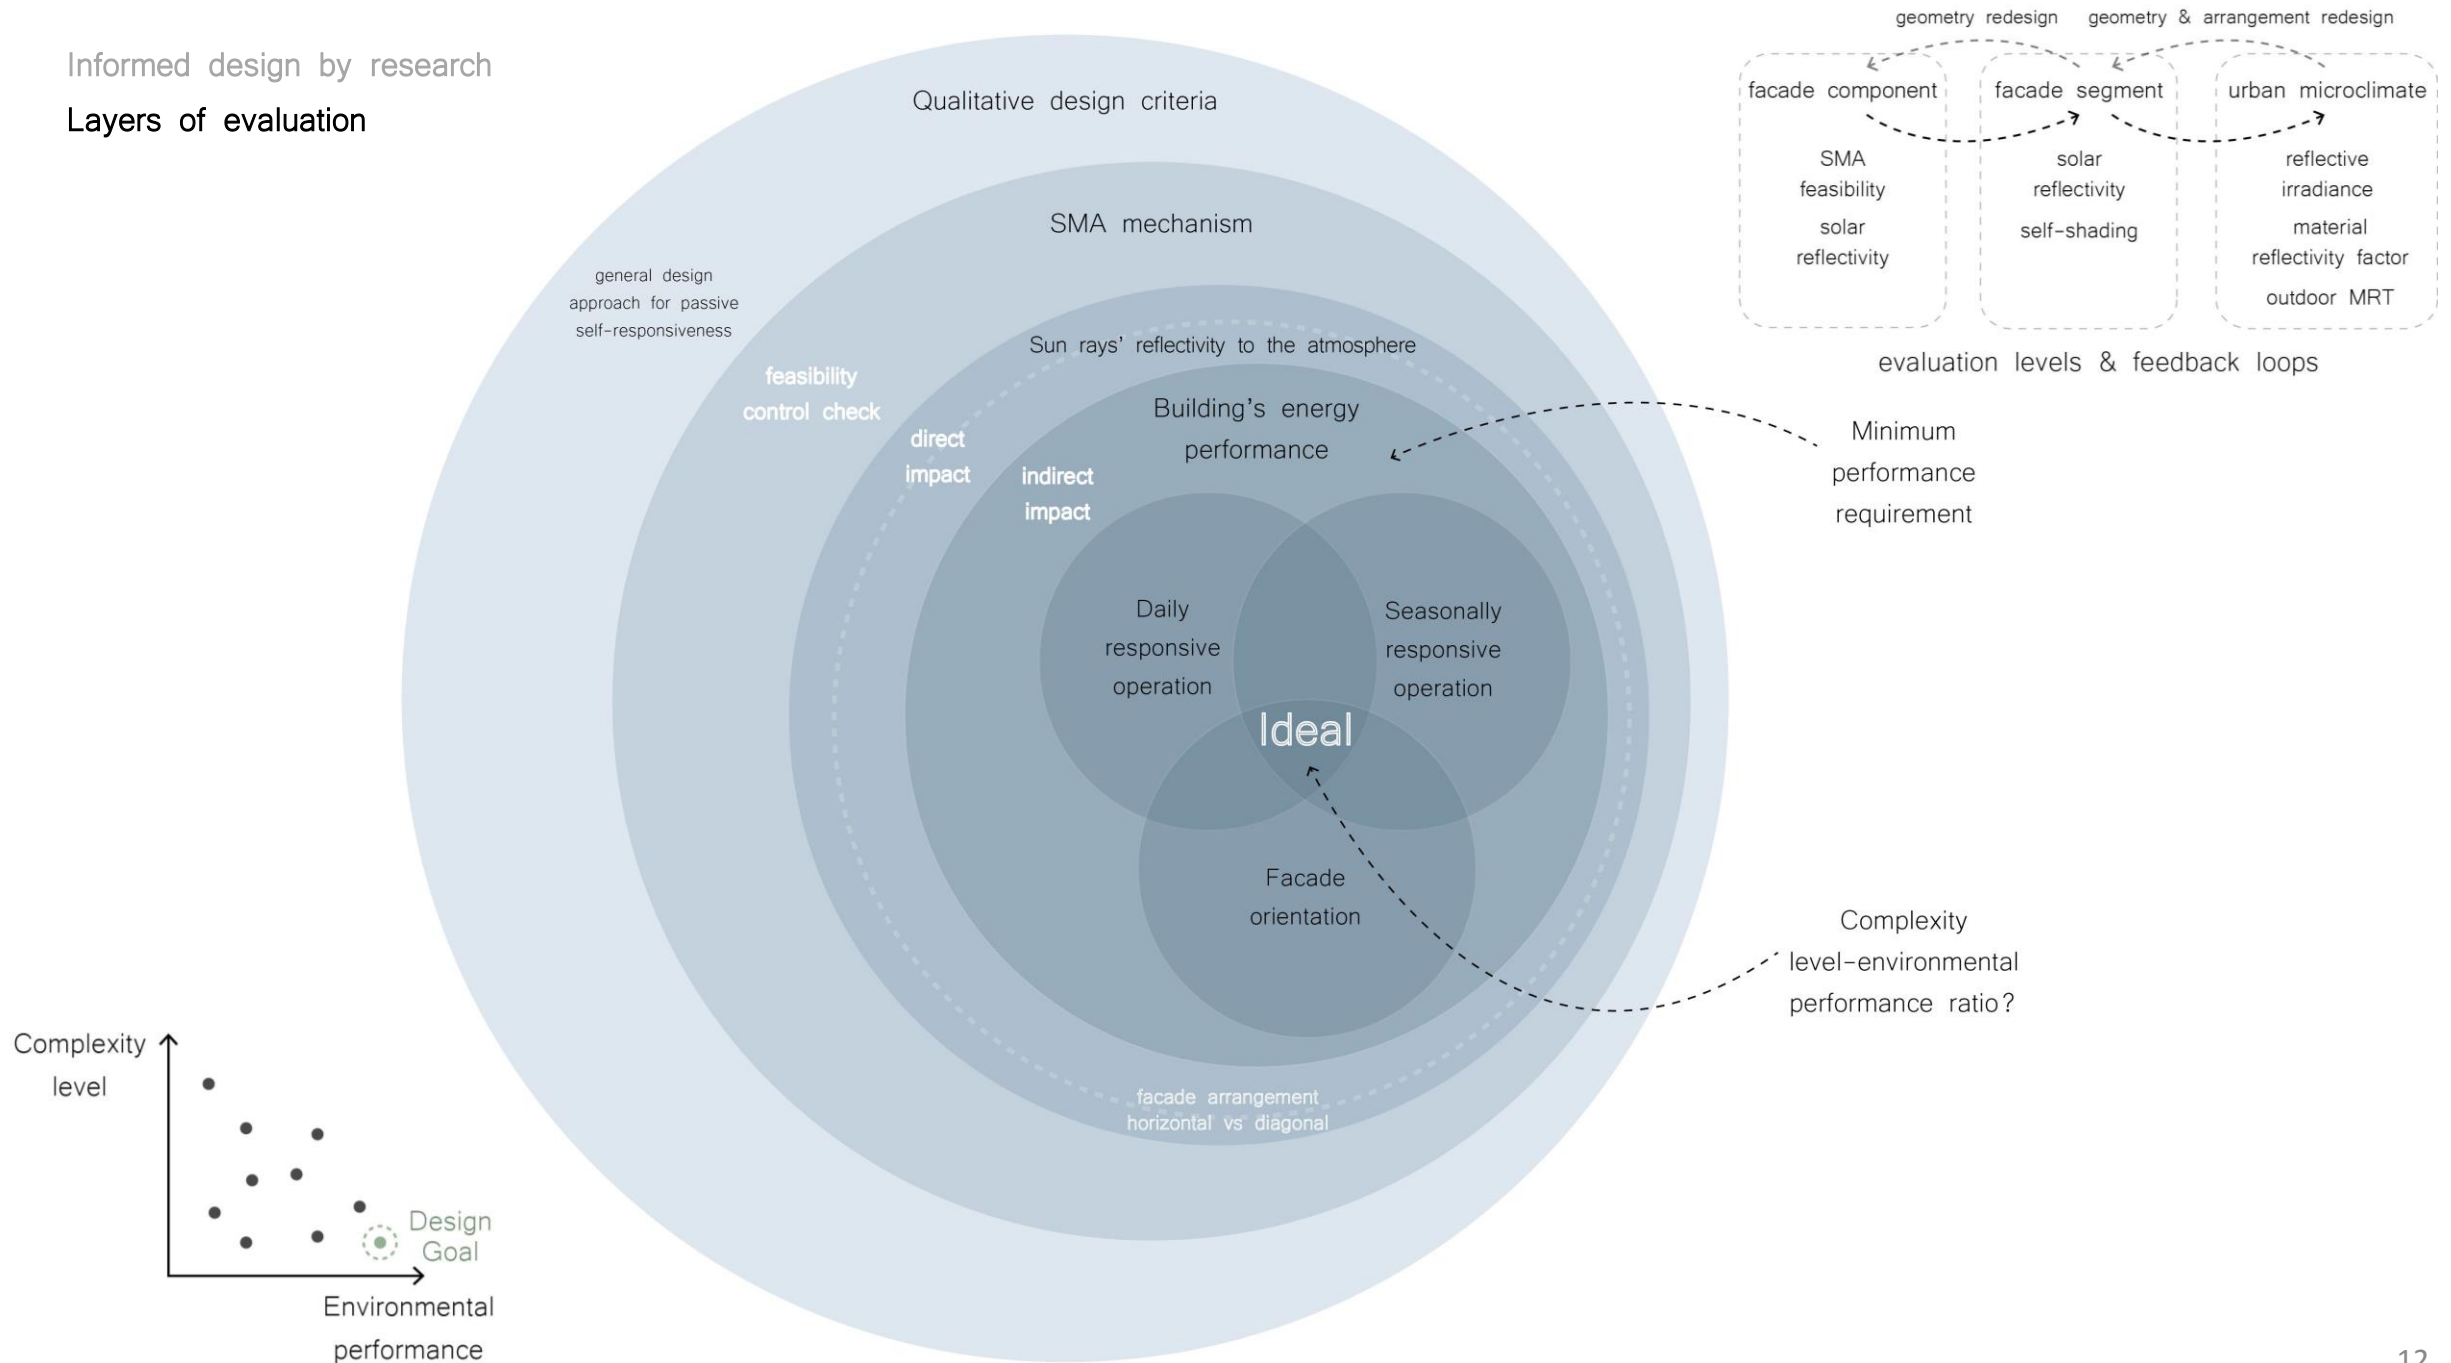 Informed design by research
Layers of evaluation
geometry redesign
geometry & arrangement redesign
facade component
SMA
feasibility
solar
reflectivity
facade segment
solar
reflectivity
self-shading
urban microclimate
reflective
irradiance
material
reflectivity factor
outdoor MRT
evaluation levels & feedback loops
Qualitative design criteria
general design
approach for passive
self-responsiveness
SMA mechanism
feasibility
control check
Sun rays' reflectivity to the atmosphere
direct
impact
Building's energy
performance
indirect
impact
Minimum
performance
requirement
Daily
responsive
operation
Seasonally
responsive
operation
Ideal
Facade
orientation
Complexity
level-environmental
performance ratio?
facade arrangement
horizontal vs diagonal
Complexity
level
Design
Goal
Environmental
performance
12